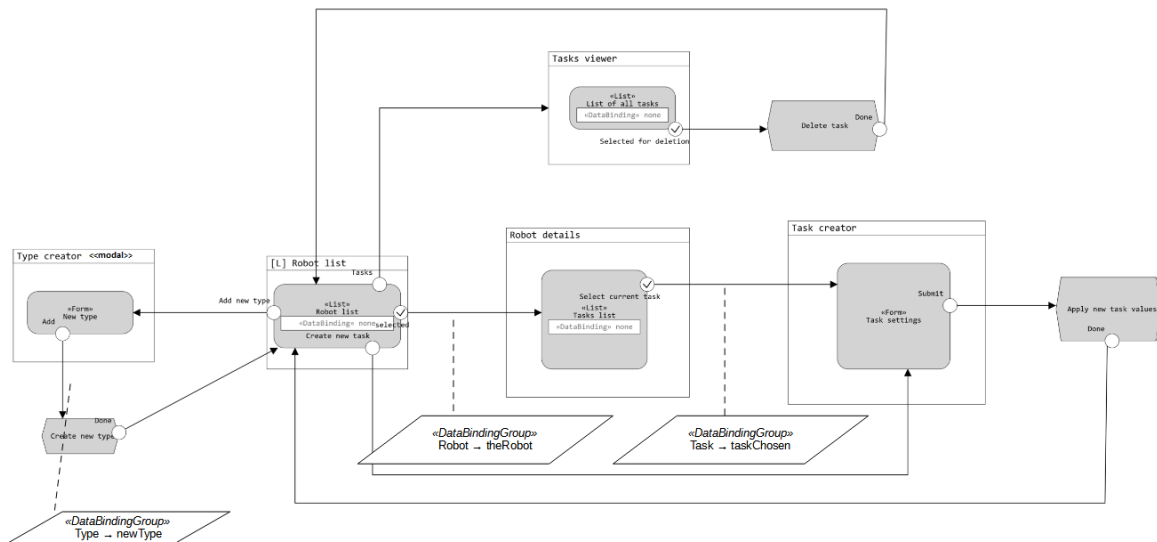 Tasks viewer
«List»
List of all tasks
«DataBinding» none
Selected for deletion
Done
Delete task
Type creator <<modal>>
«Form»
New type
Add
Done
Create new type
«DataBindingGroup»
Type → newType
[L] Robot list
Tasks
Add new type
«List»
Robot list
«DataBinding» none
selected
Create new task
Robot details
Select current task
«List»
Tasks list
«DataBinding» none
«DataBindingGroup»
Robot → theRobot
«DataBindingGroup»
Task → taskChosen
Task creator
Submit
«Form»
Task settings
Apply new task values
Done